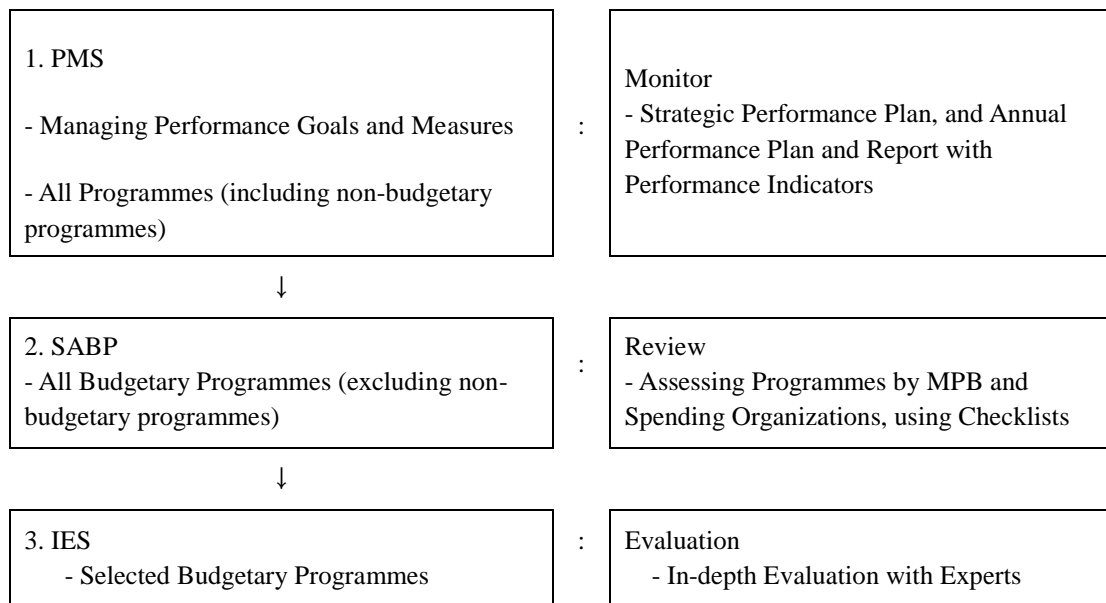 1. PMS
- Managing Performance Goals and Measures
- All Programmes (including non-budgetary
programmes)
:
Monitor
- Strategic Performance Plan, and Annual
Performance Plan and Report with
Performance Indicators
↓
2. SABP
- All Budgetary Programmes (excluding non-
budgetary programmes)
:
Review
- Assessing Programmes by MPB and
Spending Organizations, using Checklists
↓
3. IES
- Selected Budgetary Programmes
:
Evaluation
- In-depth Evaluation with Experts